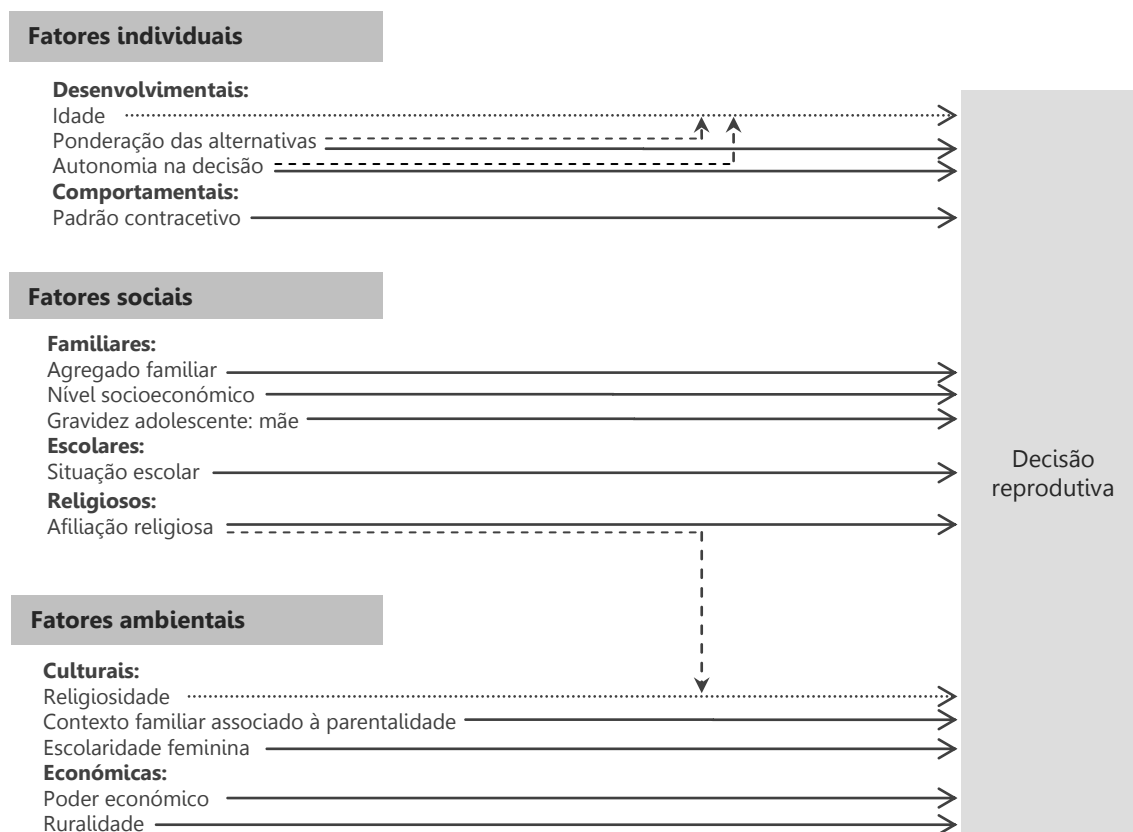 Fatores individuais
Desenvolvimentais:
Idade
Ponderação das alternativas
Autonomia na decisão
Comportamentais:
Padrão contracetivo
Fatores sociais
Familiares:
Agregado familiar
Nível socioeconómico
Gravidez adolescente: mãe
Escolares:
Situação escolar
Religiosos:
Afiliação religiosa
Fatores ambientais
Culturais:
Religiosidade
Contexto familiar associado à parentalidade
Escolaridade feminina
Económicas:
Poder económico
Ruralidade
Decisão
reprodutiva